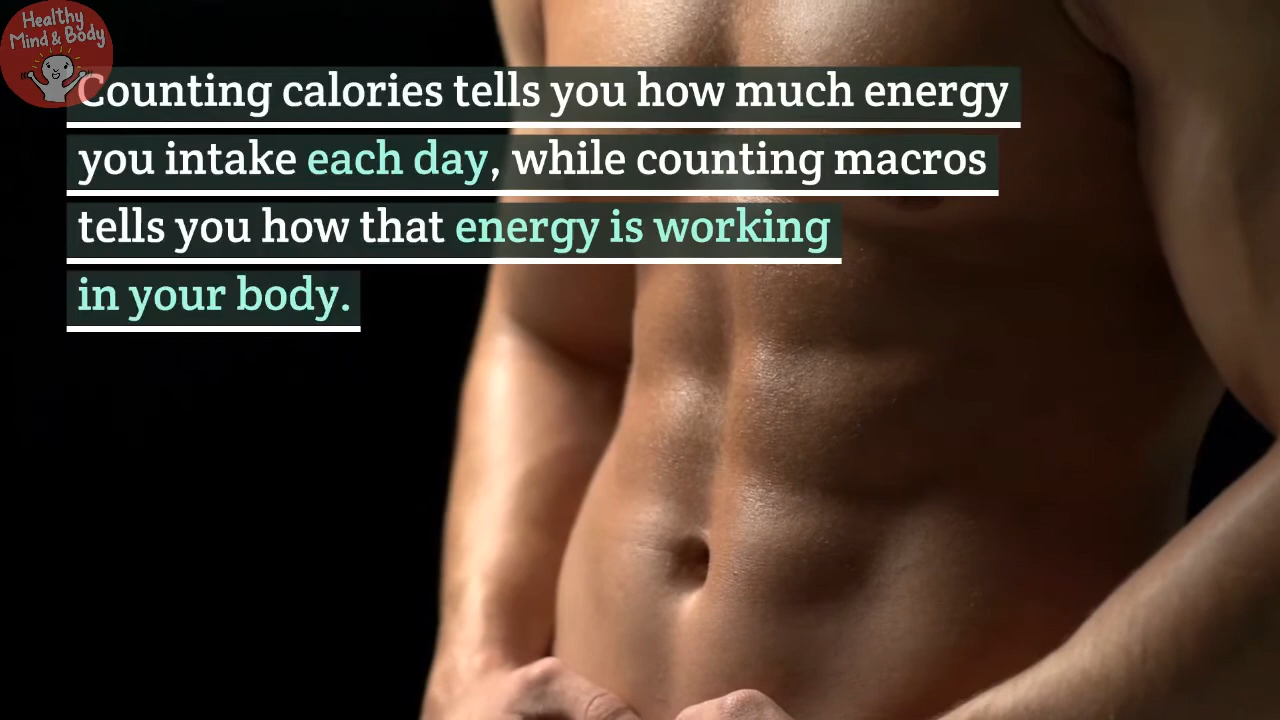 Healthy
Mind & Body
Counting calories tells you how much energy
you intake each day, while counting macros
tells you how that energy is working
in your body.